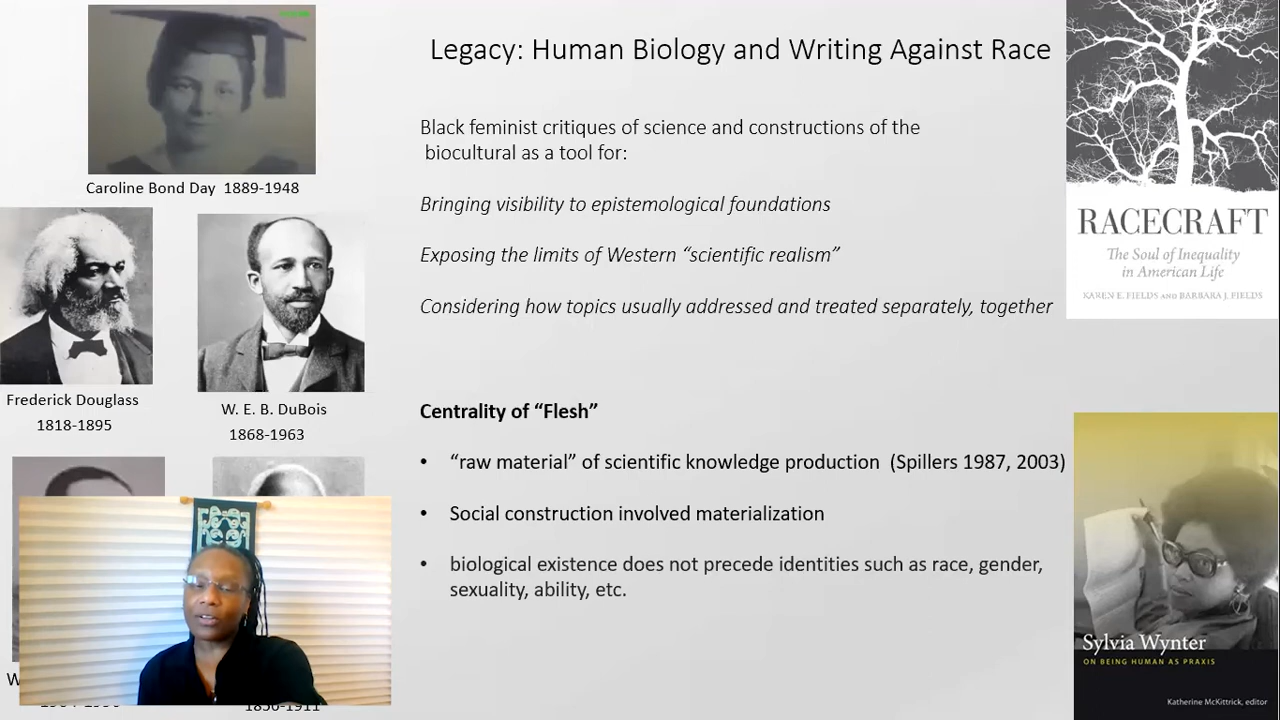 Legacy: Human Biology and Writing Against Race
Caroline Bond Day 1889-1948
Frederick Douglass
1818-1895
W. E. B. DuBois
1868-1963
W
1856-1911
Black feminist critiques of science and constructions of the
biocultural as a tool for:
Bringing visibility to epistemological foundations
Exposing the limits of Western “scientific realism”
Considering how topics usually addressed and treated separately, together
Centrality of “Flesh”
• “raw material” of scientific knowledge production (Spillers 1987, 2003)
• Social construction involved materialization
• biological existence does not precede identities such as race, gender,
sexuality, ability, etc.
RACECRAFT
The Soul of Inequality
in American Life
KAREN E. FIELDS AND BARBARA J. FIELDS
Sylvia Wynter
ON BEING HUMAN AS PRAXIS
Katherine McKittrick, editor